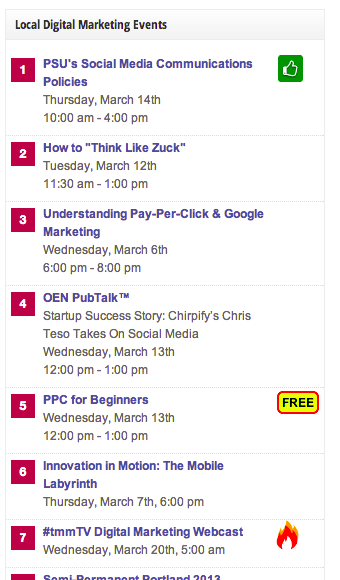 Local Digital Marketing Events
1
PSU's Social Media Communications
Policies
Thursday, March 14th
10:00 am - 4:00 pm
2
How to "Think Like Zuck"
Tuesday, March 12th
11:30 am - 1:00 pm
3
Understanding Pay-Per-Click & Google
Marketing
Wednesday, March 6th
6:00 pm - 8:00 pm
4
OEN PubTalk™
Startup Success Story: Chirpify's Chris
Teso Takes On Social Media
Wednesday, March 13th
12:00 pm - 1:00 pm
5
PPC for Beginners
FREE
Wednesday, March 13th
12:00 pm - 1:00 pm
6
Innovation in Motion: The Mobile
Labyrinth
Thursday, March 7th, 6:00 pm
7
#tmmTV Digital Marketing Webcast
Wednesday, March 20th, 5:00 am
Semi-Permanent Portland 2013